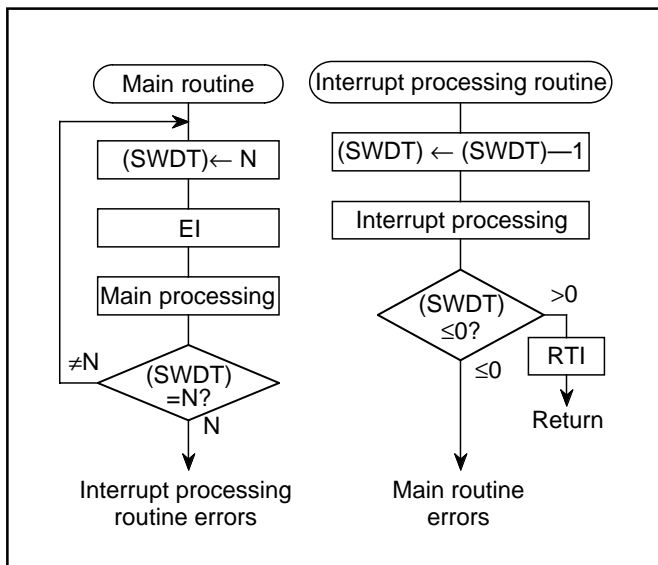 Main routine
(SWDT)← N
EI
Main processing
≠N
(SWDT)
=N?
N
Interrupt processing
routine errors
Interrupt processing routine
(SWDT) ← (SWDT)—1
Interrupt processing
(SWDT)
≤0?
>0
RTI
Return
≤0
Main routine
errors